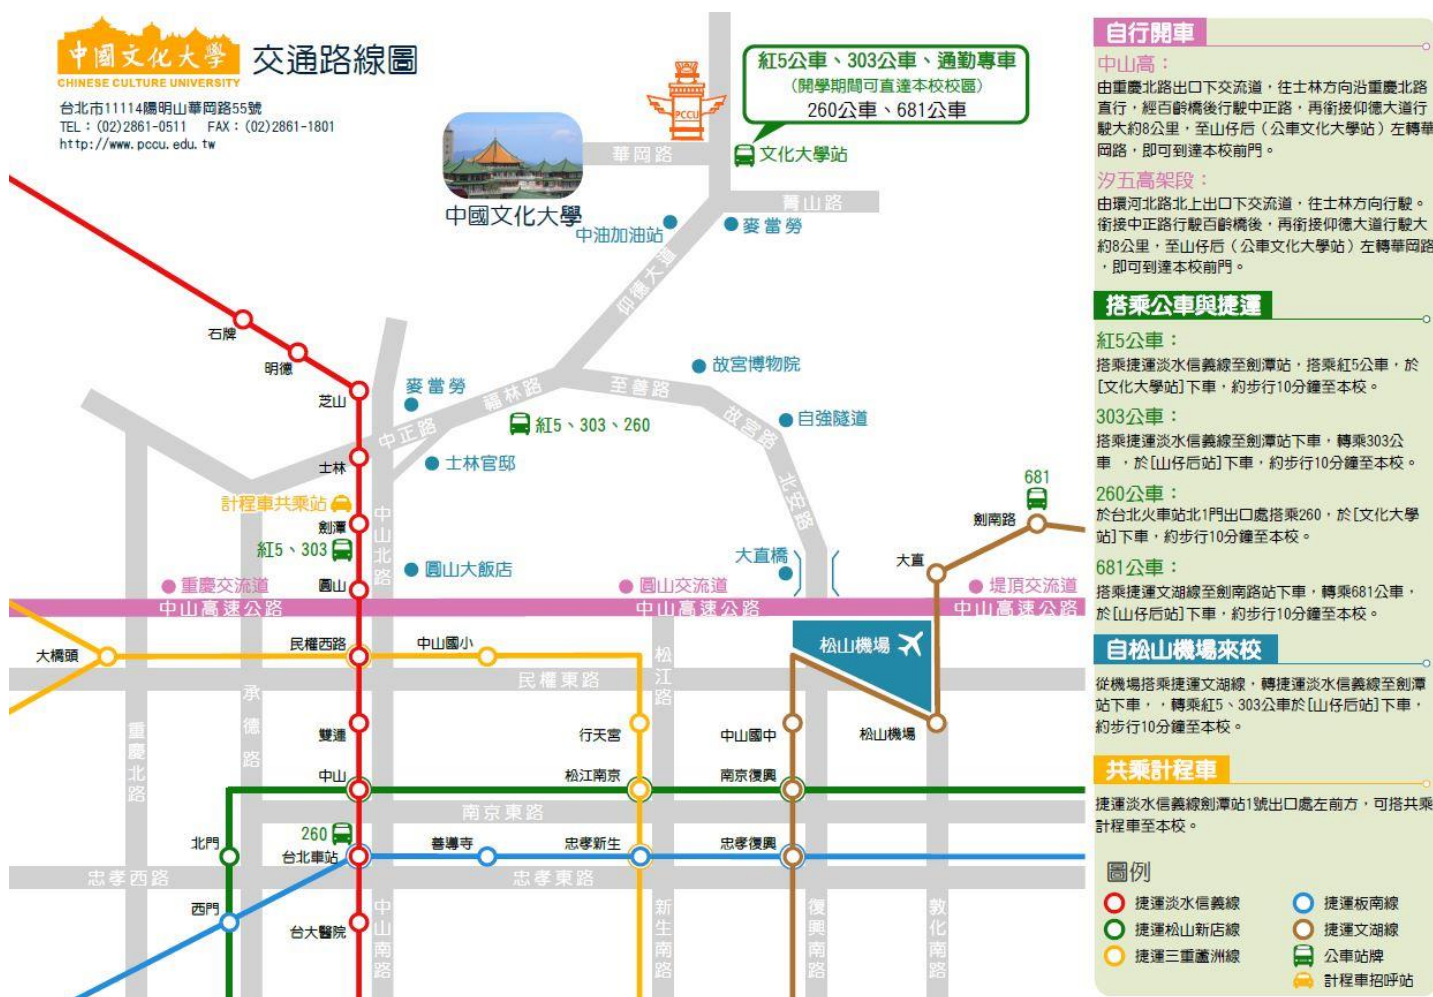 中國文化大學
CHINESE CULTURE UNIVERSITY
交通路線圖
台北市11114陽明山華岡路55號
TEL：(02)2861-0511 FAX：(02)2861-1801
http://www.pccu.edu.tw
PCCU
紅5公車、303公車、通勤專車
(開學期間可直達本校校區)
260公車、681公車
華岡路
文化大學站
中國文化大學
菁山路
中油加油站
麥當勞
仰德大道
石牌
明德
芝山
麥當勞
福林路
至善路
故宮博物院
中正路
紅5、303、260
故宮路
自強隧道
士林
士林官邸
計程車共乘站
劍潭
紅5、303
中山北路
北安路
681
劍南路
大直
大直橋
圓山大飯店
重慶交流道
圓山
圓山交流道
堤頂交流道
中山高速公路
中山高速公路
中山高速公路
大橋頭
民權西路
中山國小
松山機場
松江路
民權東路
承德路
重慶北路
雙連
行天宮
中山國中
松山機場
中山
松江南京
南京復興
南京東路
260
北門
台北車站
善導寺
忠孝新生
忠孝復興
忠孝西路
忠孝東路
西門
台大醫院
中山南路
新生南路
復興南路
敦化南路
自行開車
中山高：
由重慶北路出口下交流道，往士林方向沿重慶北路
直行，經百齡橋後行駛中正路，再銜接仰德大道行
駛大約8公里，至山仔后（公車文化大學站）左轉華
岡路，即可到達本校前門。
汐五高架段：
由環河北路北上出口下交流道，往士林方向行駛。
銜接中正路行駛百齡橋後，再銜接仰德大道行駛大
約8公里，至山仔后（公車文化大學站）左轉華岡路
，即可到達本校前門。
搭乘公車與捷運
紅5公車：
搭乘捷運淡水信義線至劍潭站，搭乘紅5公車，於
[文化大學站]下車，約步行10分鐘至本校。
303公車：
搭乘捷運淡水信義線至劍潭站下車，轉乘303公
車 ，於[山仔后站]下車，約步行10分鐘至本校。
260公車：
於台北火車站北1門出口處搭乘260，於[文化大學
站]下車，約步行10分鐘至本校。
681公車：
搭乘捷運文湖線至劍南路站下車，轉乘681公車，
於[山仔后站]下車，約步行10分鐘至本校。
自松山機場來校
從機場搭乘捷運文湖線，轉捷運淡水信義線至劍潭
站下車，，轉乘紅5、303公車於[山仔后站]下車，
約步行10分鐘至本校。
共乘計程車
捷運淡水信義線劍潭站1號出口處左前方，可搭共乘
計程車至本校。
圖例
捷運淡水信義線
捷運板南線
捷運松山新店線
捷運文湖線
捷運三重蘆洲線
公車站牌
計程車招呼站